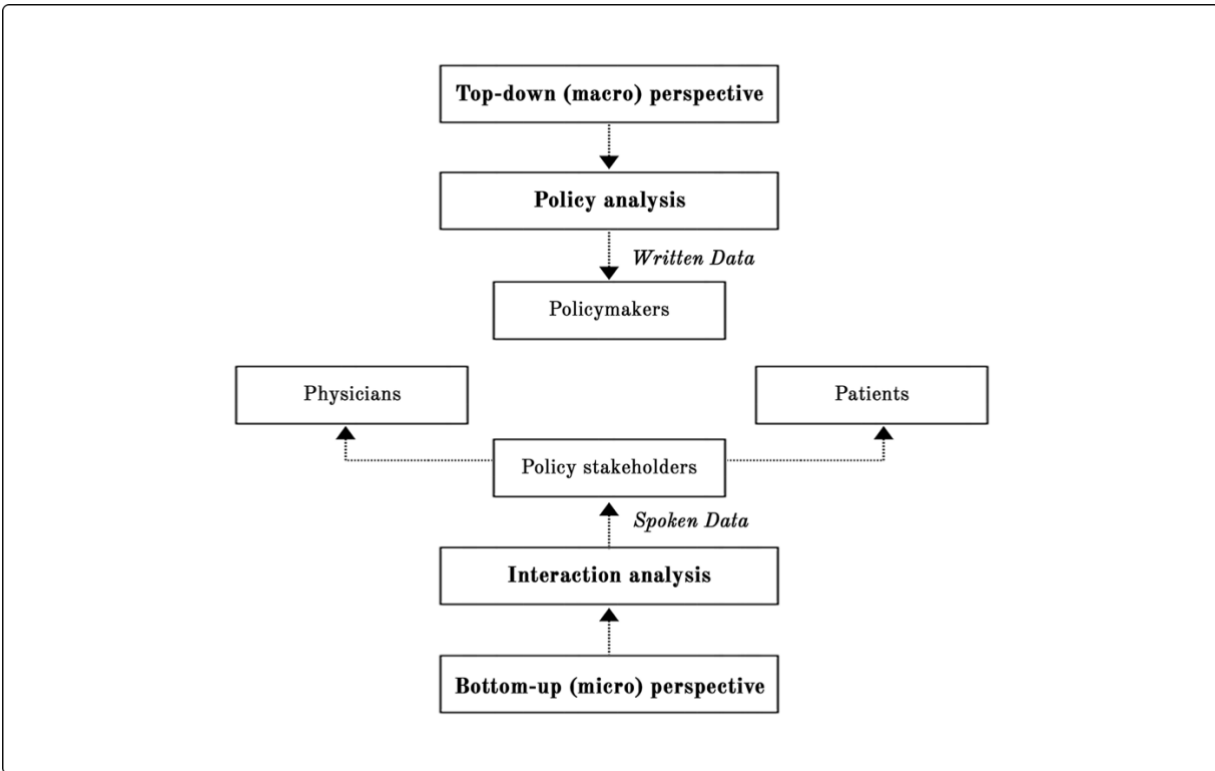 Top-down (macro) perspective
Policy analysis
Written Data
Policymakers
Physicians
Patients
Policy stakeholders
Spoken Data
Interaction analysis
Bottom-up (micro) perspective